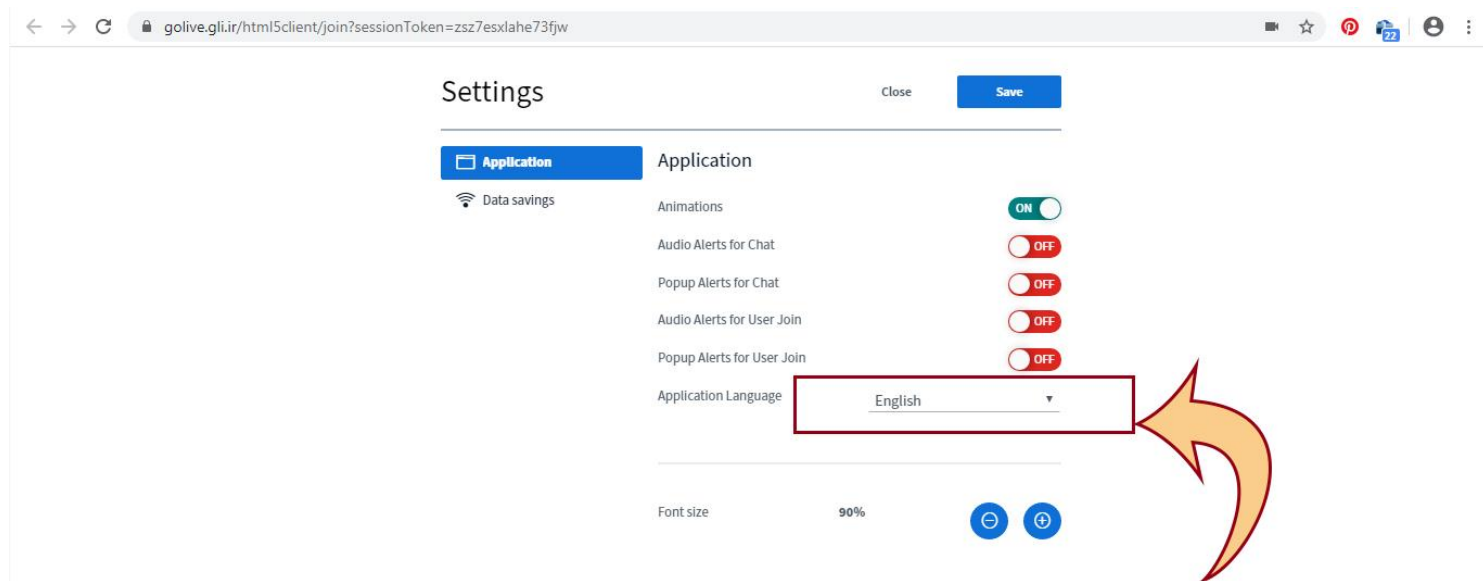 golive.gli.ir/html5client/join?sessionToken=zsz7esxlahe73fjw
22
Settings
Close
Save
Application
Data savings
Application
Animations
ON
Audio Alerts for Chat
OFF
Popup Alerts for Chat
OFF
Audio Alerts for User Join
OFF
Popup Alerts for User Join
OFF
Application Language
English
Font size
90%